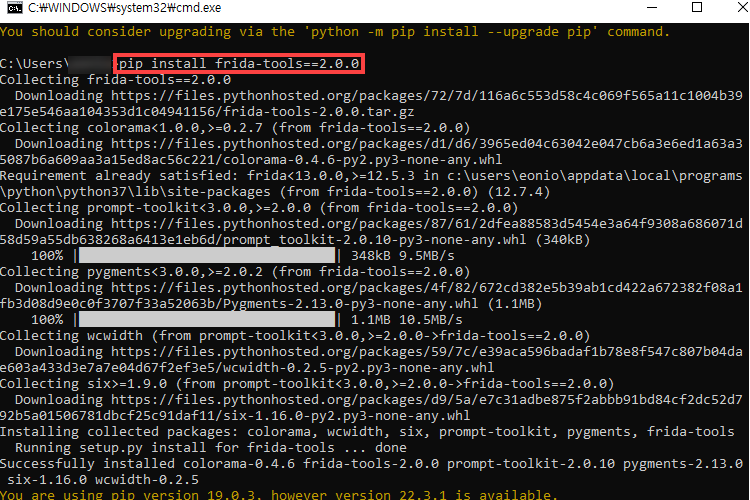 C:\WINDOWS\system32\cmd.exe
You should consider upgrading via the 'python -m pip install --upgrade pip' command.
C:\Users\ pip install frida-tools==2.0.0
Collecting frida-tools==2.0.0
Downloading https://files.pythonhosted.org/packages/72/7d/116a6c553d58c4c069f565a11c1004b39
e175e546aa104353d1c04941156/frida-tools-2.0.0.tar.gz
Collecting colorama<1.0.0,>=0.2.7 (from frida-tools==2.0.0)
Downloading https://files.pythonhosted.org/packages/d1/d6/3965ed04c63042e047cb6a3e6ed1a63a3
5087b6a609aa3a15ed8ac56c221/colorama-0.4.6-py2.py3-none-any.whl
Requirement already satisfied: frida<13.0.0,>=12.5.3 in c:\users\eonio\appdata\local\programs
\python\python37\lib\site-packages (from frida-tools==2.0.0) (12.7.4)
Collecting prompt-toolkit<3.0.0,>=2.0.0 (from frida-tools==2.0.0)
Downloading https://files.pythonhosted.org/packages/87/61/2dfea88583d5454e3a64f9308a686071d
58d59a55db638268a6413e1eb6d/prompt_toolkit-2.0.10-py3-none-any.whl (340kB)
100% |████████████████████████████████| 348kB 9.5MB/s
Collecting pygments<3.0.0,>=2.0.2 (from frida-tools==2.0.0)
Downloading https://files.pythonhosted.org/packages/4f/82/672cd382e5b39ab1cd422a672382f08a1
fb3d08d9e0c0f3707f33a52063b/Pygments-2.13.0-py3-none-any.whl (1.1MB)
100% |████████████████████████████████| 1.1MB 10.5MB/s
Collecting wcwidth (from prompt-toolkit<3.0.0,>=2.0.0->frida-tools==2.0.0)
Downloading https://files.pythonhosted.org/packages/59/7c/e39aca596badaf1b78e8f547c807b04da
e603a433d3e7a7e04d67f2ef3e5/wcwidth-0.2.5-py2.py3-none-any.whl
Collecting six>=1.9.0 (from prompt-toolkit<3.0.0,>=2.0.0->frida-tools==2.0.0)
Downloading https://files.pythonhosted.org/packages/d9/5a/e7c31adbe875f2abbb91bd84cf2dc52d7
92b5a01506781dbcf25c91daf11/six-1.16.0-py2.py3-none-any.whl
Installing collected packages: colorama, wcwidth, six, prompt-toolkit, pygments, frida-tools
Running setup.py install for frida-tools ... done
Successfully installed colorama-0.4.6 frida-tools-2.0.0 prompt-toolkit-2.0.10 pygments-2.13.0
six-1.16.0 wcwidth-0.2.5
You are using pip version 19.0.3, however version 22.3.1 is available.